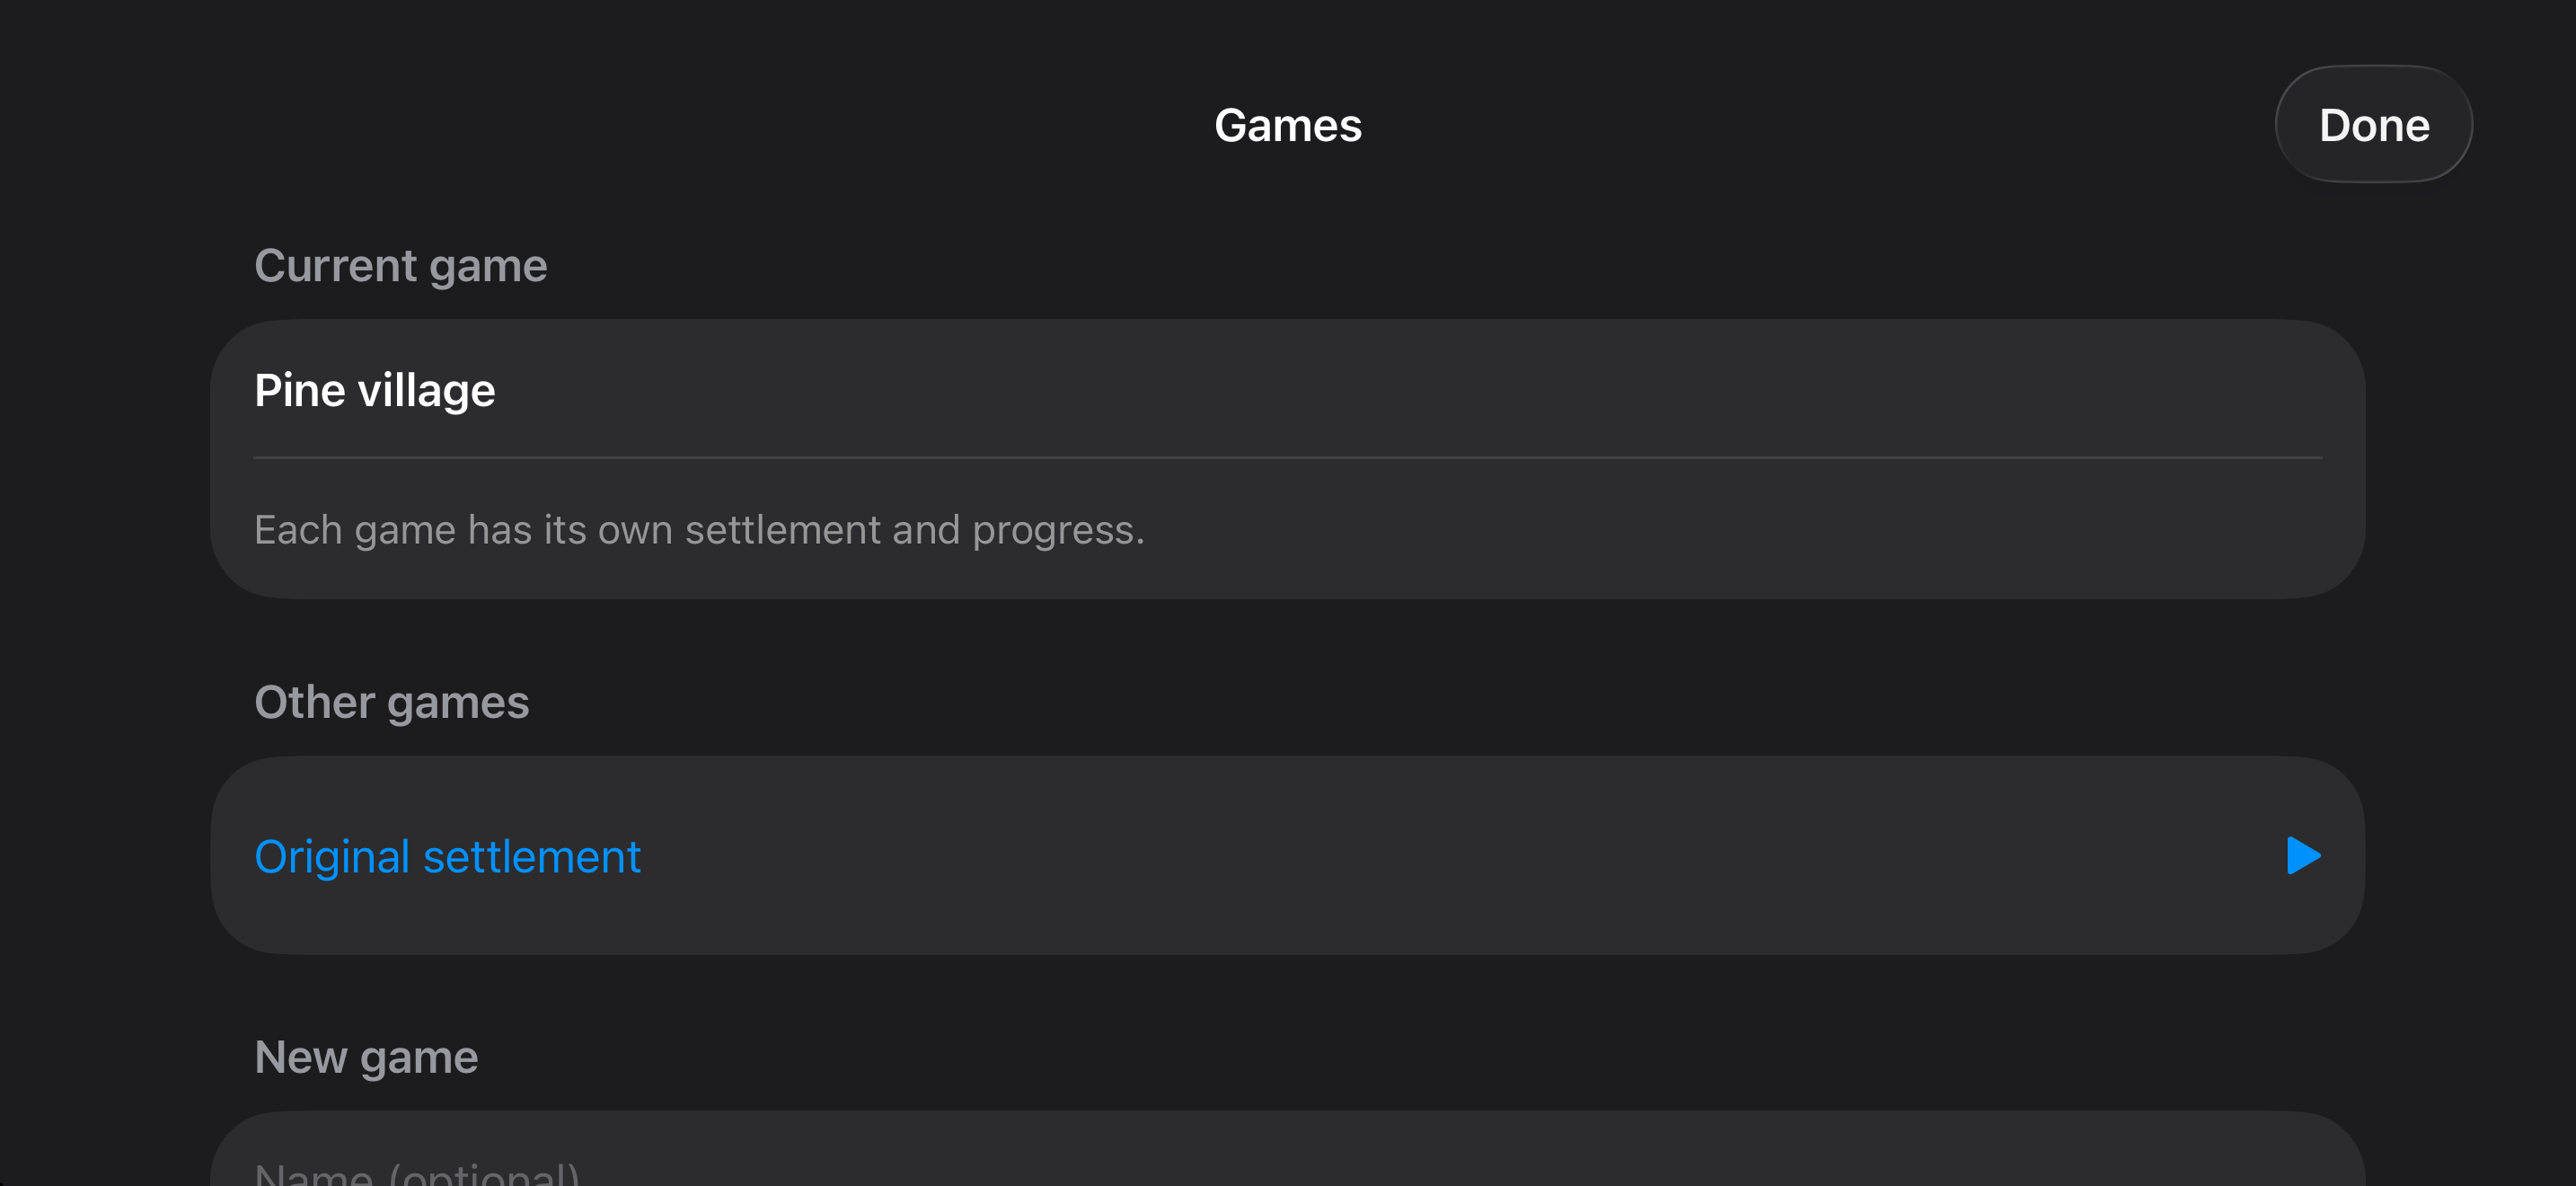 Games
Done
Current game
Pine village
Each game has its own settlement and progress.
Other games
Original settlement
New game
Name (optional)